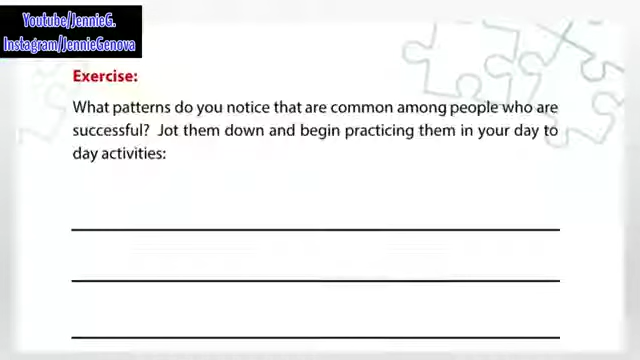 Youtube/JennieG.
Instagram/JennieGenova
Exercise:
What patterns do you notice that are common among people who are
successful? Jot them down and begin practicing them in your day to
day activities: